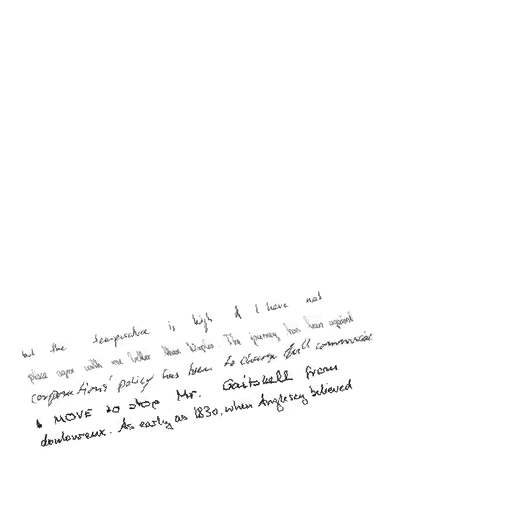 but the temperature is high & I have not
place agree with me better than Naples. The journey has been against
corporations' policy has been to charge full commercial
A MOVE to stop Mr. Gaitskell from
douloureux. As early as 1830, when Anglesey believed